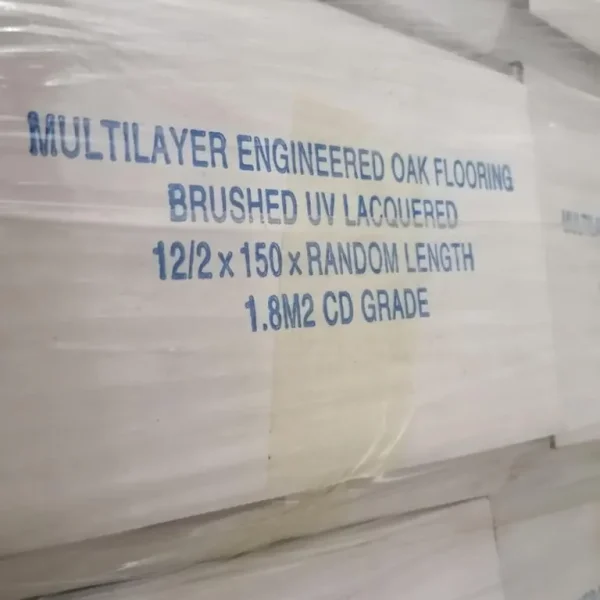 MULTILAYER ENGINEERED OAK FLOORING
BRUSHED UV LACQUERED
12/2 x 150 x RANDOM LENGTH
1.8M2 CD GRADE